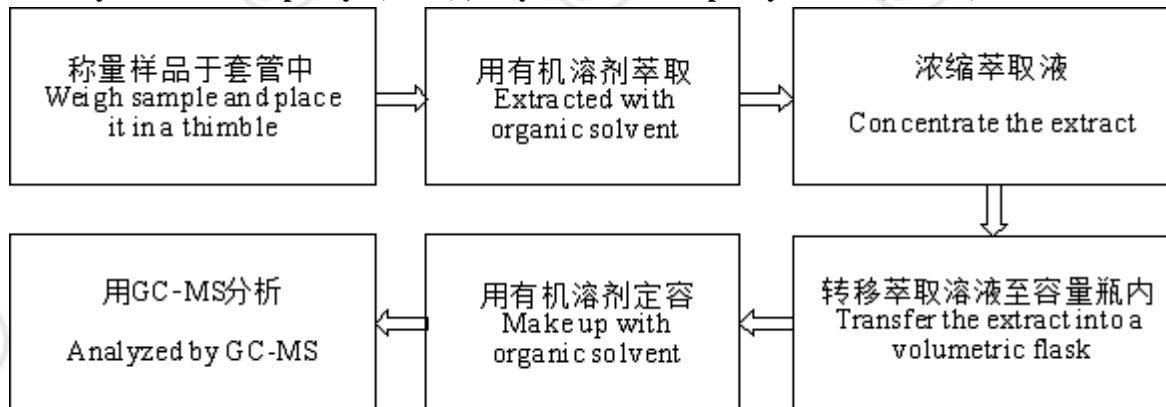 称量样品于套管中
Weigh sample and place
it in a thimble
用有机溶剂萃取
Extracted with
organic solvent
浓缩萃取液
Concentrate the extract
转移萃取溶液至容量瓶内
Transfer the extract into a
volumetric flask
用有机溶剂定容
Make up with
organic solvent
用GC-MS分析
Analyzed by GC-MS